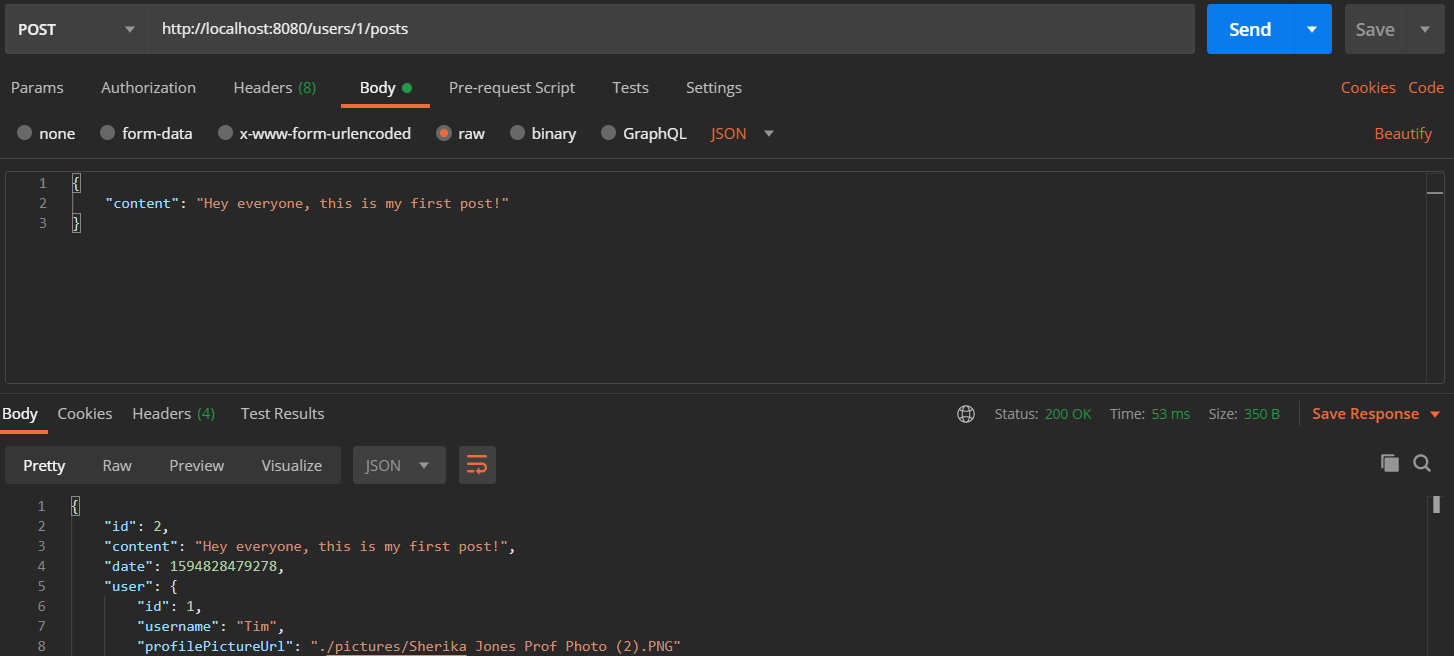 POST http://localhost:8080/users/1/posts Send Save
Params Authorization Headers (8) Body Pre-request Script Tests Settings Cookies Code
none form-data x-www-form-urlencoded raw binary GraphQL JSON Beautify
1 {
2 "content": "Hey everyone, this is my first post!"
3 }
Body Cookies Headers (4) Test Results Status: 200 OK Time: 53 ms Size: 350 B Save Response
Pretty Raw Preview Visualize JSON
1 {
2 "id": 2,
3 "content": "Hey everyone, this is my first post!",
4 "date": 1594828479278,
5 "user": {
6 "id": 1,
7 "username": "Tim",
8 "profilePictureUrl": "./pictures/Sherika Jones Prof Photo (2).PNG"